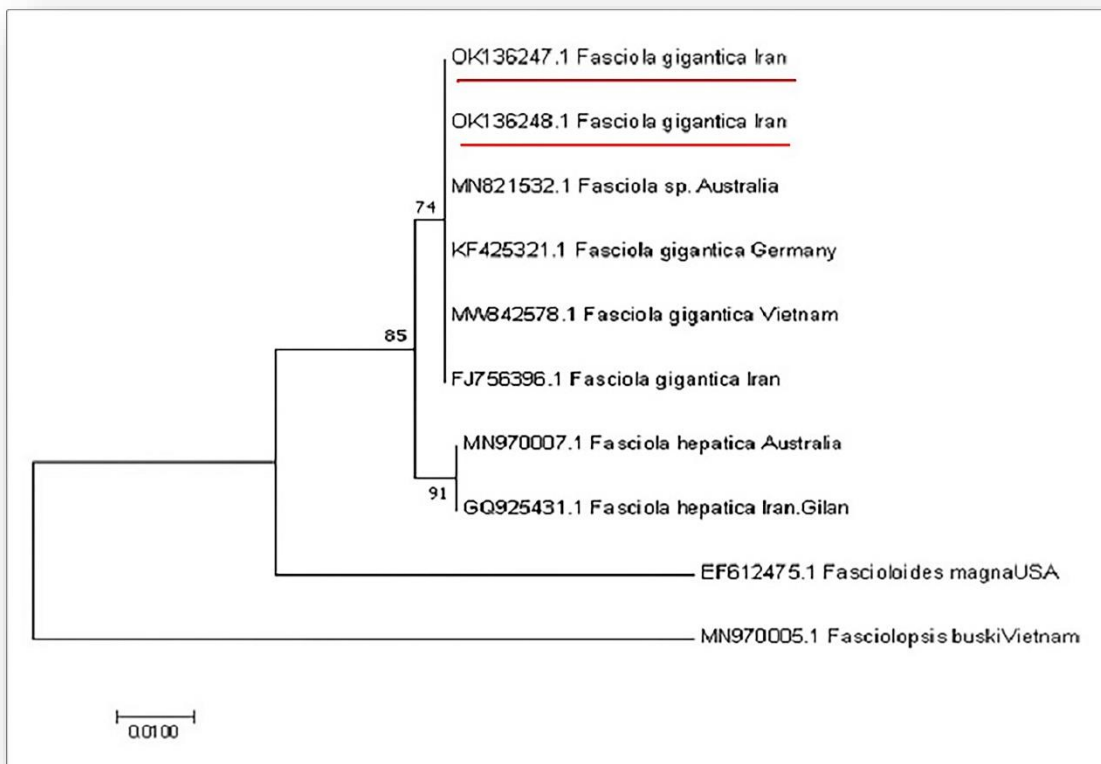 OK136247.1 Fasciola gigantica Iran
OK136248.1 Fasciola gigantica Iran
MN821532.1 Fasciola sp. Australia
74
KF425321.1 Fasciola gigantica Germany
MW842578.1 Fasciola gigantica Vietnam
85
FJ756396.1 Fasciola gigantica Iran
MN970007.1 Fasciola hepatica Australia
91
GQ925431.1 Fasciola hepatica Iran.Gilan
EF612475.1 Fascioloides magnaUSA
MN970005.1 Fasciolopsis buskiVietnam
0.0100